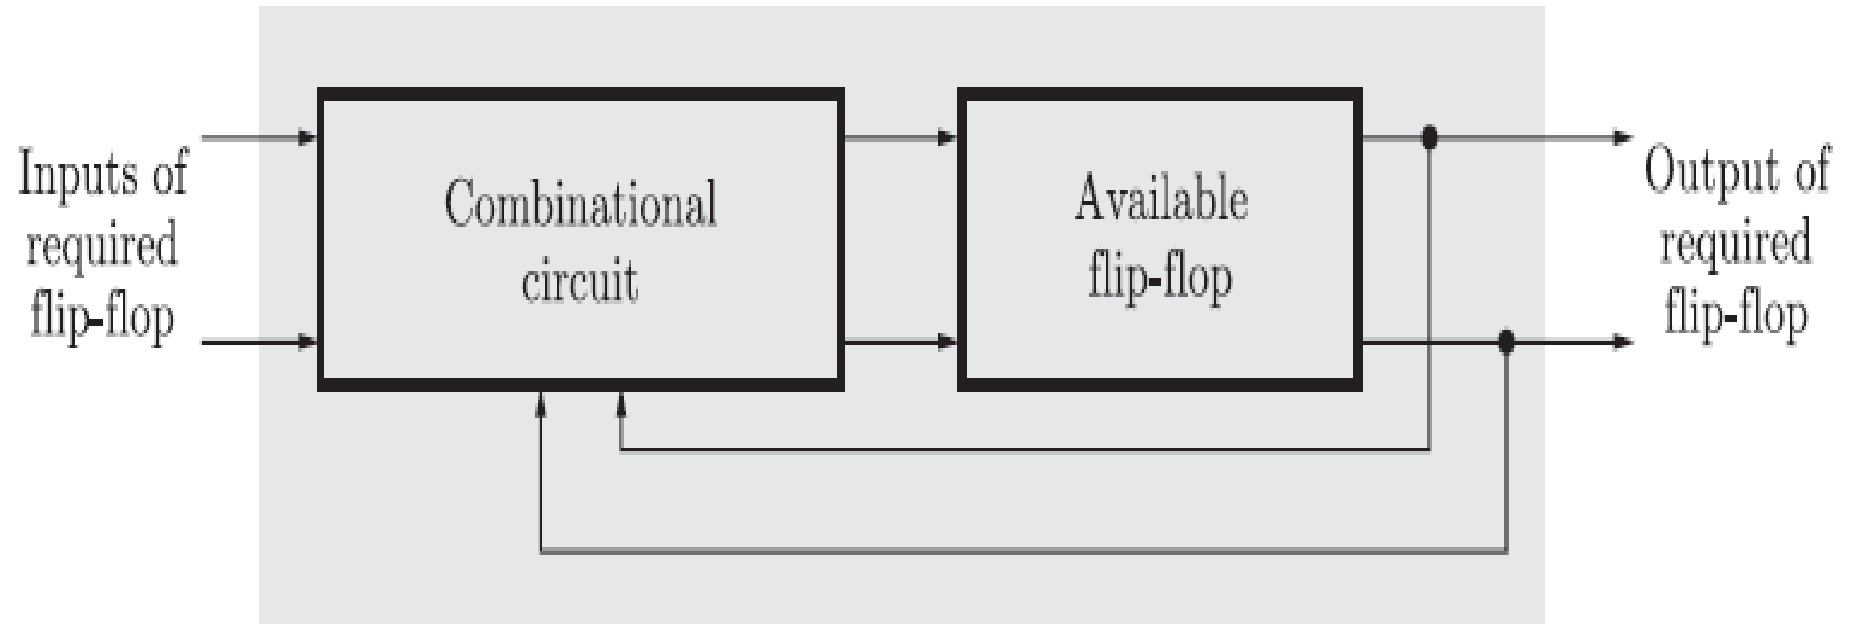 Inputs of
required
flip-flop
Combinational
circuit
Available
flip-flop
Output of
required
flip-flop